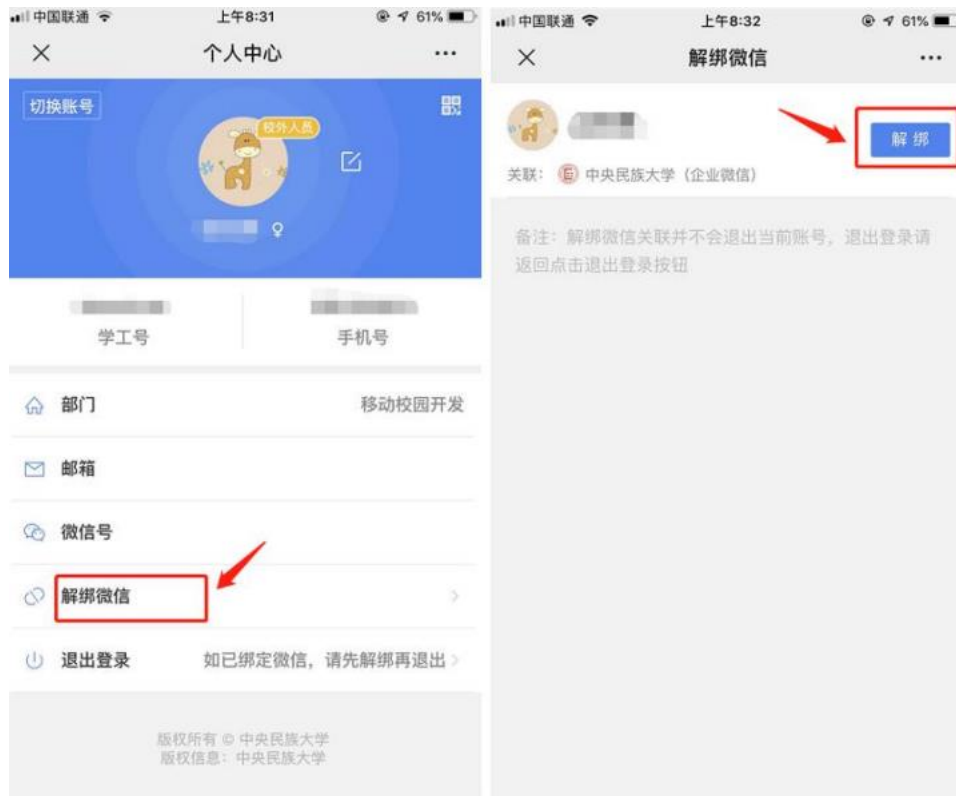 中国联通
上午8:31
61%
个人中心
切换账号
校外人员
学工号
手机号
部门
移动校园开发
邮箱
微信号
解绑微信
退出登录
如已绑定微信，请先解绑再退出
版权所有 © 中央民族大学
版权信息：中央民族大学
中国联通
上午8:32
61%
解绑微信
解绑
关联：
中央民族大学（企业微信）
备注：解绑微信关联并不会退出当前账号，退出登录请
返回点击退出登录按钮